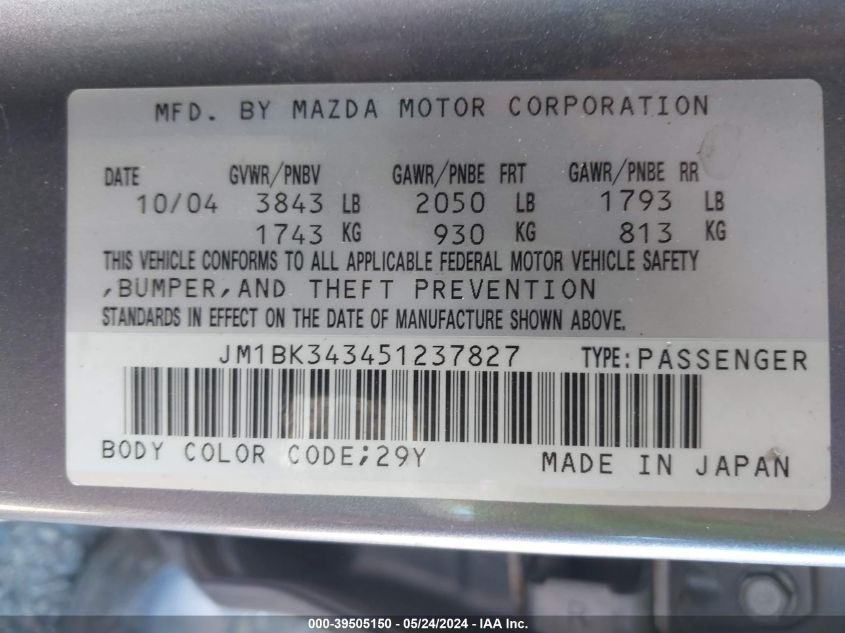 MFD. BY MAZDA MOTOR CORPORATION
DATE GVWR/PNBV GAWR/PNBE FRT GAWR/PNBE RR
10/04 3843 LB 2050 LB 1793 LB
1743 KG 930 KG 813 KG
THIS VEHICLE CONFORMS TO ALL APPLICABLE FEDERAL MOTOR VEHICLE SAFETY
,BUMPER,AND THEFT PREVENTION
STANDARDS IN EFFECT ON THE DATE OF MANUFACTURE SHOWN ABOVE.
JM1BK343451237827 TYPE:PASSENGER
BODY COLOR CODE;29Y MADE IN JAPAN
R
000-39505150 - 05/24/2024 - IAA Inc.